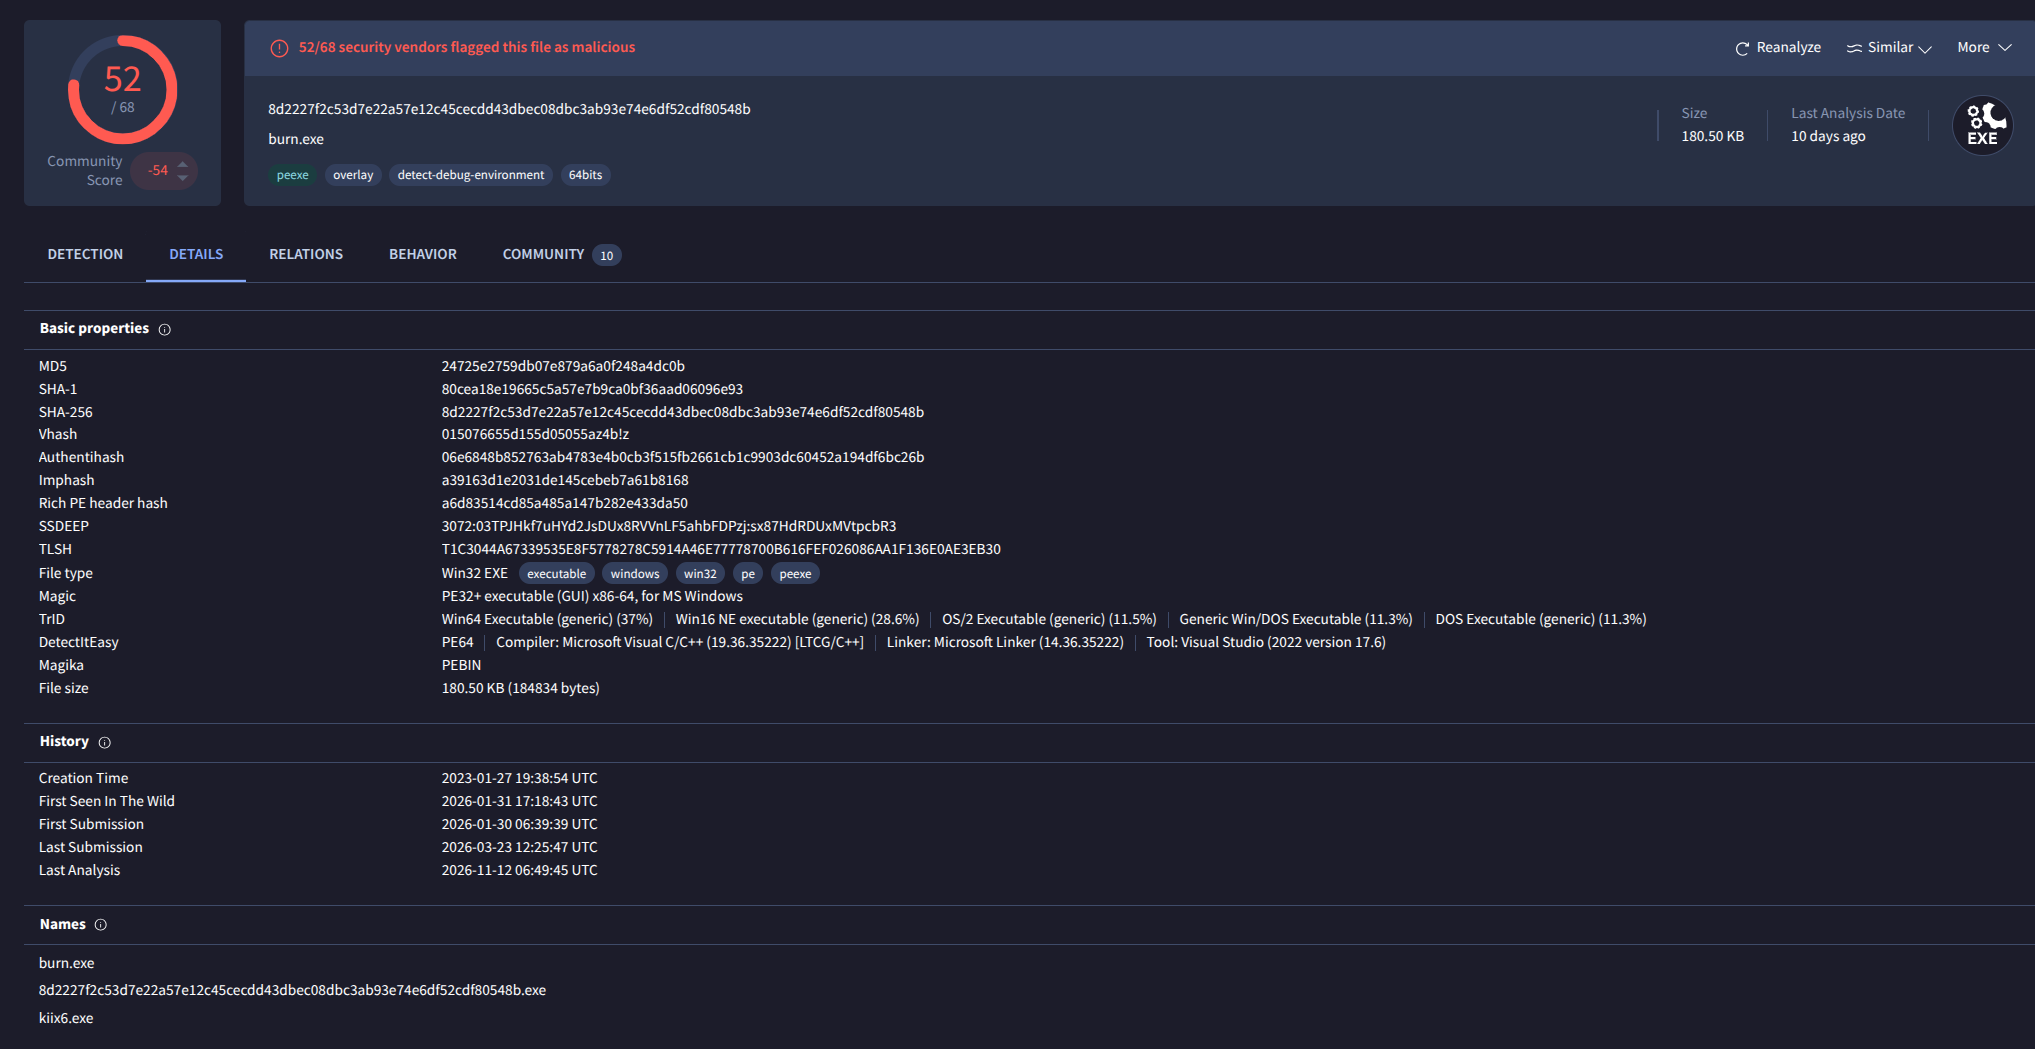 52
/ 68
Community Score -54
52/68 security vendors flagged this file as malicious
Reanalyze Similar More
8d2227f2c53d7e22a57e12c45cecdd43dbec08dbc3ab93e74e6df52cdf80548b
burn.exe
peexe overlay detect-debug-environment 64bits
Size
180.50 KB
Last Analysis Date
10 days ago
EXE
DETECTION DETAILS RELATIONS BEHAVIOR COMMUNITY 10
Basic properties
MD5 24725e2759db07e879a6a0f248a4dc0b
SHA-1 80cea18e19665c5a57e7b9ca0bf36aad06096e93
SHA-256 8d2227f2c53d7e22a57e12c45cecdd43dbec08dbc3ab93e74e6df52cdf80548b
Vhash 015076655d155d05055az4b!z
Authentihash 06e6848b852763ab4783e4b0cb3f515fb2661cb1c9903dc60452a194df6bc26b
Imphash a39163d1e2031de145cebeb7a61b8168
Rich PE header hash a6d83514cd85a485a147b282e433da50
SSDEEP 3072:03TPJHkf7uHYd2JsDUx8RVVnLF5ahbFDPzj:sx87HdRDUxMVtpcbR3
TLSH T1C3044A67339535E8F5778278C5914A46E77778700B616FEF026086AA1F136E0AE3EB30
File type Win32 EXE executable windows win32 pe peexe
Magic PE32+ executable (GUI) x86-64, for MS Windows
TrID Win64 Executable (generic) (37%) Win16 NE executable (generic) (28.6%) OS/2 Executable (generic) (11.5%) Generic Win/DOS Executable (11.3%) DOS Executable (generic) (11.3%)
DetectItEasy PE64 Compiler: Microsoft Visual C/C++ (19.36.35222) [LTCG/C++] Linker: Microsoft Linker (14.36.35222) Tool: Visual Studio (2022 version 17.6)
Magika PEBIN
File size 180.50 KB (184834 bytes)
History
Creation Time 2023-01-27 19:38:54 UTC
First Seen In The Wild 2026-01-31 17:18:43 UTC
First Submission 2026-01-30 06:39:39 UTC
Last Submission 2026-03-23 12:25:47 UTC
Last Analysis 2026-11-12 06:49:45 UTC
Names
burn.exe
8d2227f2c53d7e22a57e12c45cecdd43dbec08dbc3ab93e74e6df52cdf80548b.exe
kiix6.exe